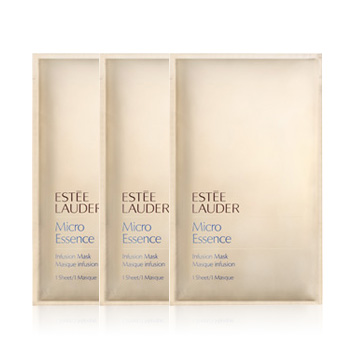 ESTĒE
LAUDER
Micro
Essence
Infusion Mask
Masque infusion
1 Sheet/1 Masque
ESTĒE
LAUDER
Micro
Essence
Infusion Mask
Masque infusion
1 Sheet/1 Masque
ESTĒE
LAUDER
Micro
Essence
Infusion Mask
Masque infusion
1 Sheet/1 Masque